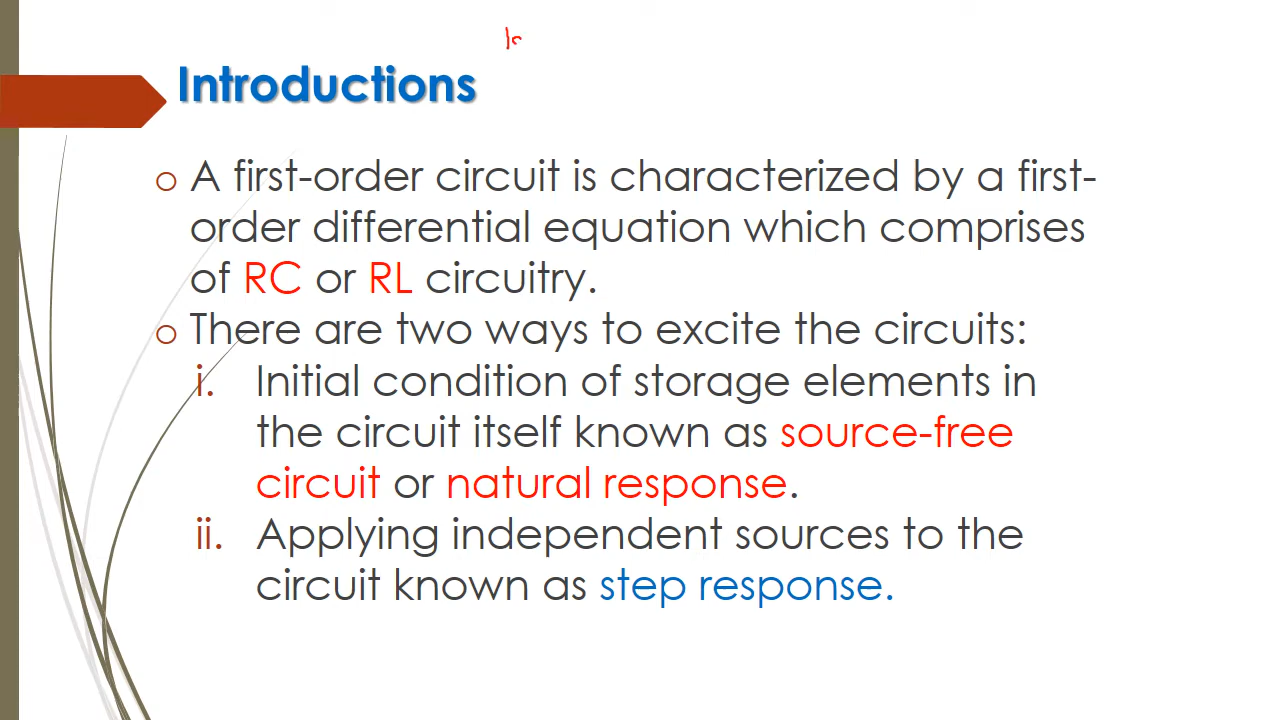 Introductions
o A first-order circuit is characterized by a first-
order differential equation which comprises
of RC or RL circuitry.
o There are two ways to excite the circuits:
i. Initial condition of storage elements in
the circuit itself known as source-free
circuit or natural response.
ii. Applying independent sources to the
circuit known as step response.